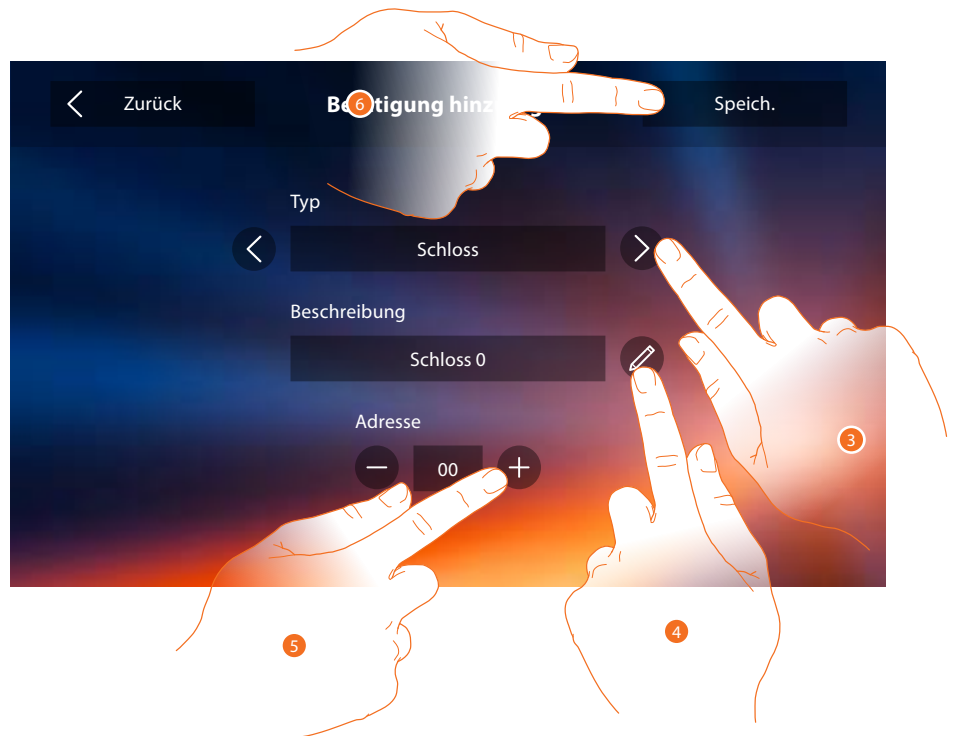 Zurück
6
Speich.
Typ
Schloss
Beschreibung
Schloss 0
3
Adresse
00
4
5